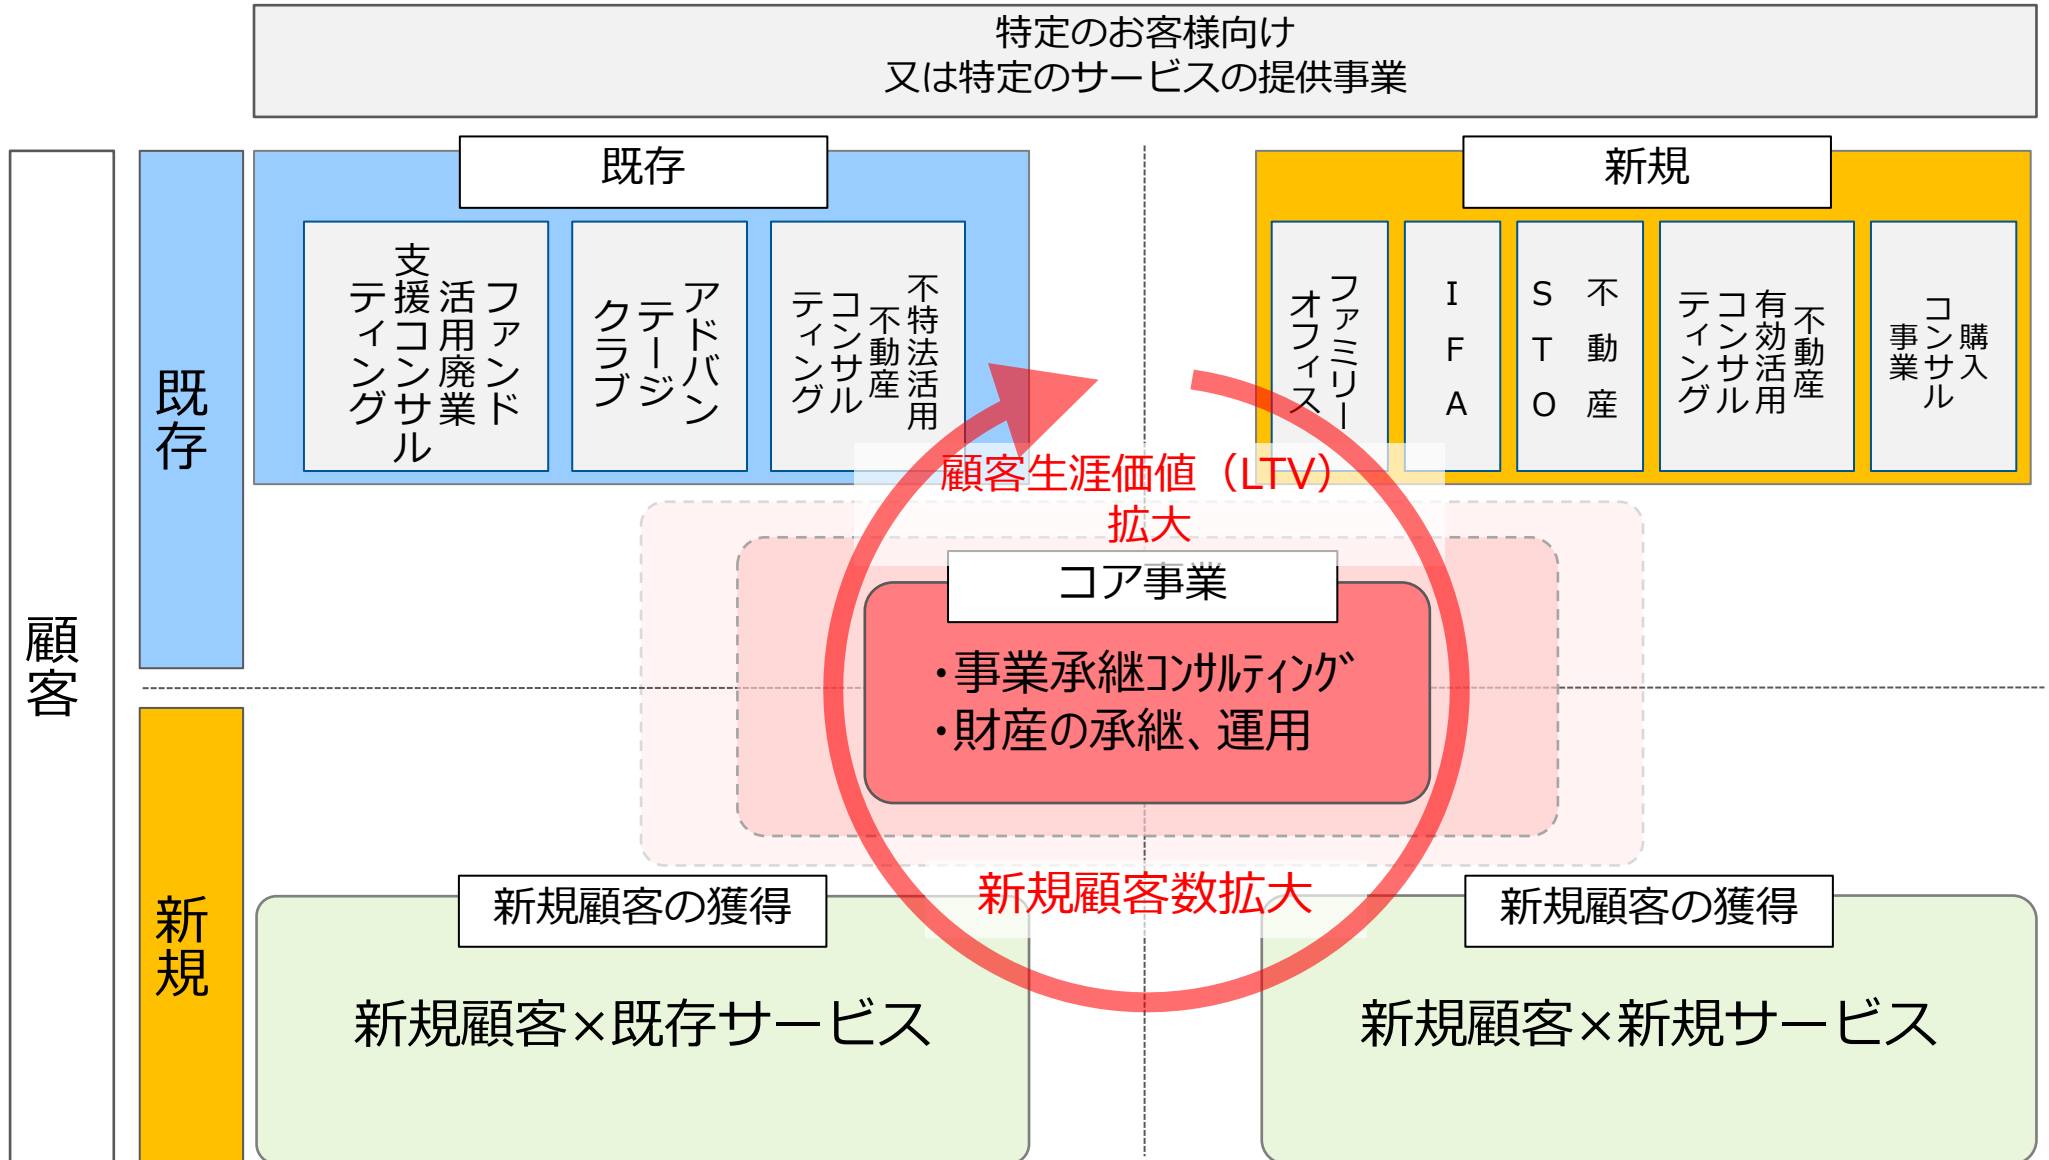 特定のお客様向け
又は特定のサービスの提供事業
顧客
既存
新規
既存
ファンド
活用廃業
支援コンサル
ティング
アドバン
テージ
クラブ
不特法活用
不動産
コンサル
ティング
新規
ファミリー
オフィス
IFA
不動産
STO
不動産
有効活用
コンサル
ティング
購入
コンサル
事業
顧客生涯価値（LTV）
拡大
コア事業
・事業承継ｺﾝｻﾙﾃｨﾝｸﾞ
・財産の承継、運用
新規顧客数拡大
新規顧客の獲得
新規顧客×既存サービス
新規顧客の獲得
新規顧客×新規サービス